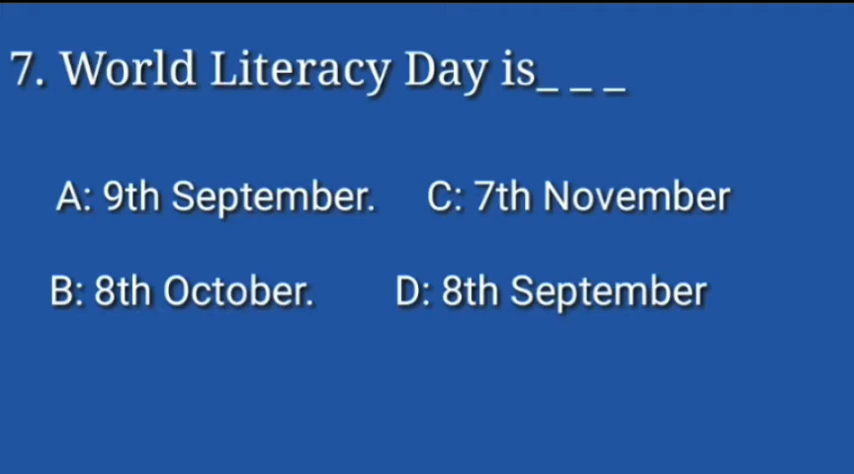 7. World Literacy Day is_ _ _
A: 9th September. C: 7th November
B: 8th October. D: 8th September